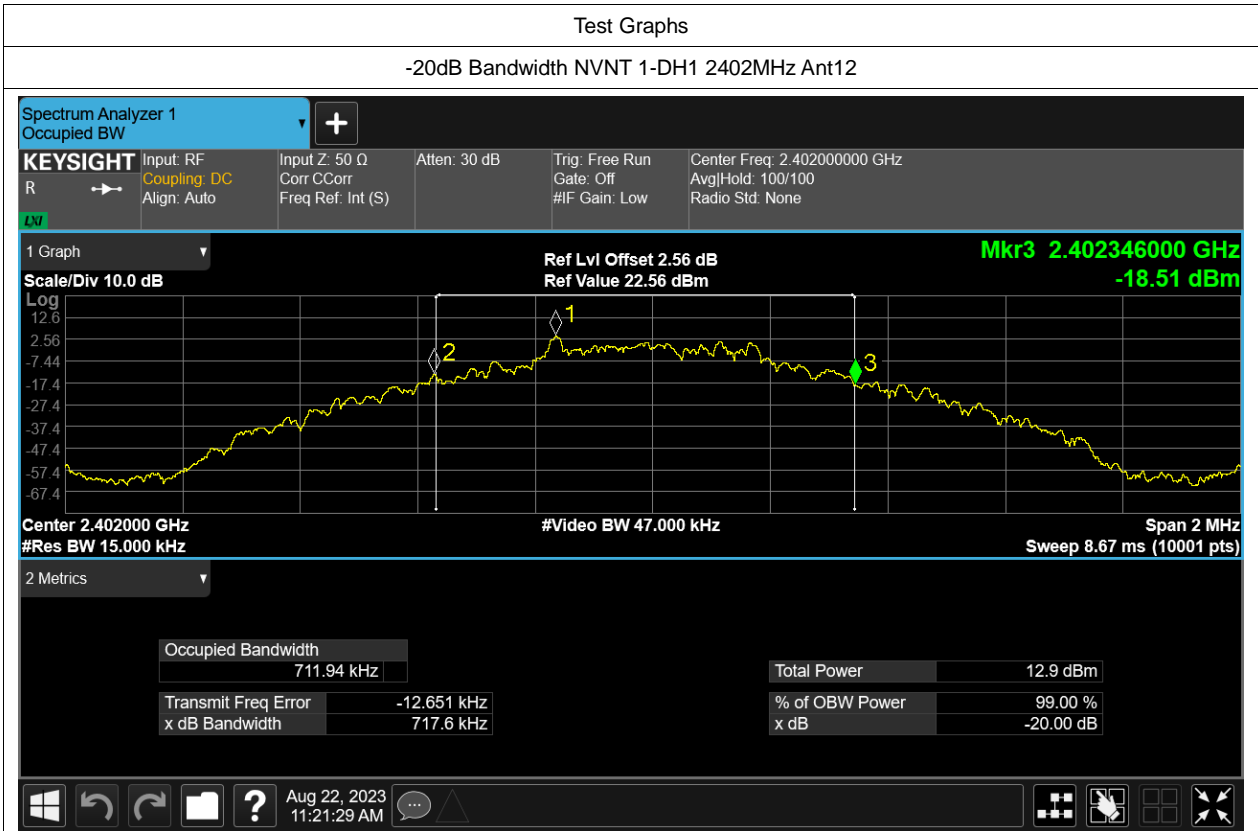 Test Graphs
-20dB Bandwidth NVNT 1-DH1 2402MHz Ant12
Spectrum Analyzer 1
Occupied BW
KEYSIGHT
R
LXI
Input: RF
Coupling: DC
Align: Auto
Input Z: 50 Ω
Corr CCorr
Freq Ref: Int (S)
Atten: 30 dB
Trig: Free Run
Gate: Off
#IF Gain: Low
Center Freq: 2.402000000 GHz
Avg|Hold: 100/100
Radio Std: None
1 Graph
Scale/Div 10.0 dB
Ref Lvl Offset 2.56 dB
Ref Value 22.56 dBm
Mkr3 2.402346000 GHz
-18.51 dBm
Log
12.6
2.56
-7.44
-17.4
-27.4
-37.4
-47.4
-57.4
-67.4
1
2
3
Center 2.402000 GHz
#Res BW 15.000 kHz
#Video BW 47.000 kHz
Span 2 MHz
Sweep 8.67 ms (10001 pts)
2 Metrics
Occupied Bandwidth
711.94 kHz
Transmit Freq Error -12.651 kHz
x dB Bandwidth 717.6 kHz
Total Power 12.9 dBm
% of OBW Power 99.00 %
x dB -20.00 dB
?
Aug 22, 2023
11:21:29 AM